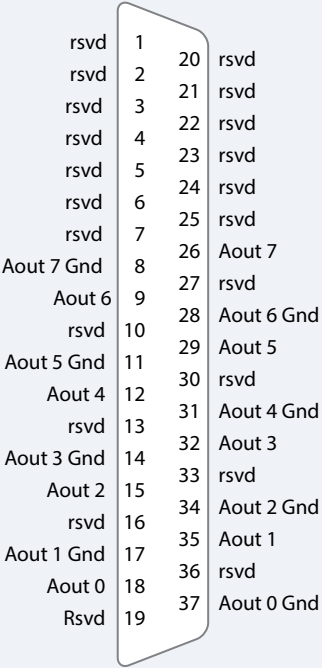 rsvd 1
rsvd 2
rsvd 3
rsvd 4
rsvd 5
rsvd 6
rsvd 7
Aout 7 Gnd 8
Aout 6 9
rsvd 10
Aout 5 Gnd 11
Aout 4 12
rsvd 13
Aout 3 Gnd 14
Aout 2 15
rsvd 16
Aout 1 Gnd 17
Aout 0 18
Rsvd 19
20 rsvd
21 rsvd
22 rsvd
23 rsvd
24 rsvd
25 rsvd
26 Aout 7
27 rsvd
28 Aout 6 Gnd
29 Aout 5
30 rsvd
31 Aout 4 Gnd
32 Aout 3
33 rsvd
34 Aout 2 Gnd
35 Aout 1
36 rsvd
37 Aout 0 Gnd